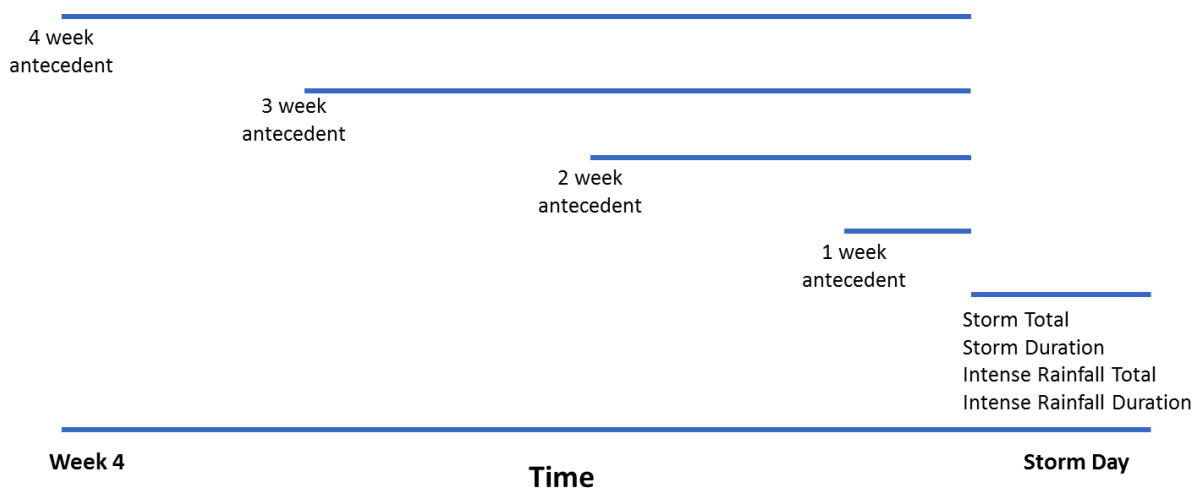 4 week
antecedent
3 week
antecedent
2 week
antecedent
1 week
antecedent
Storm Total
Storm Duration
Intense Rainfall Total
Intense Rainfall Duration
Week 4
Time
Storm Day